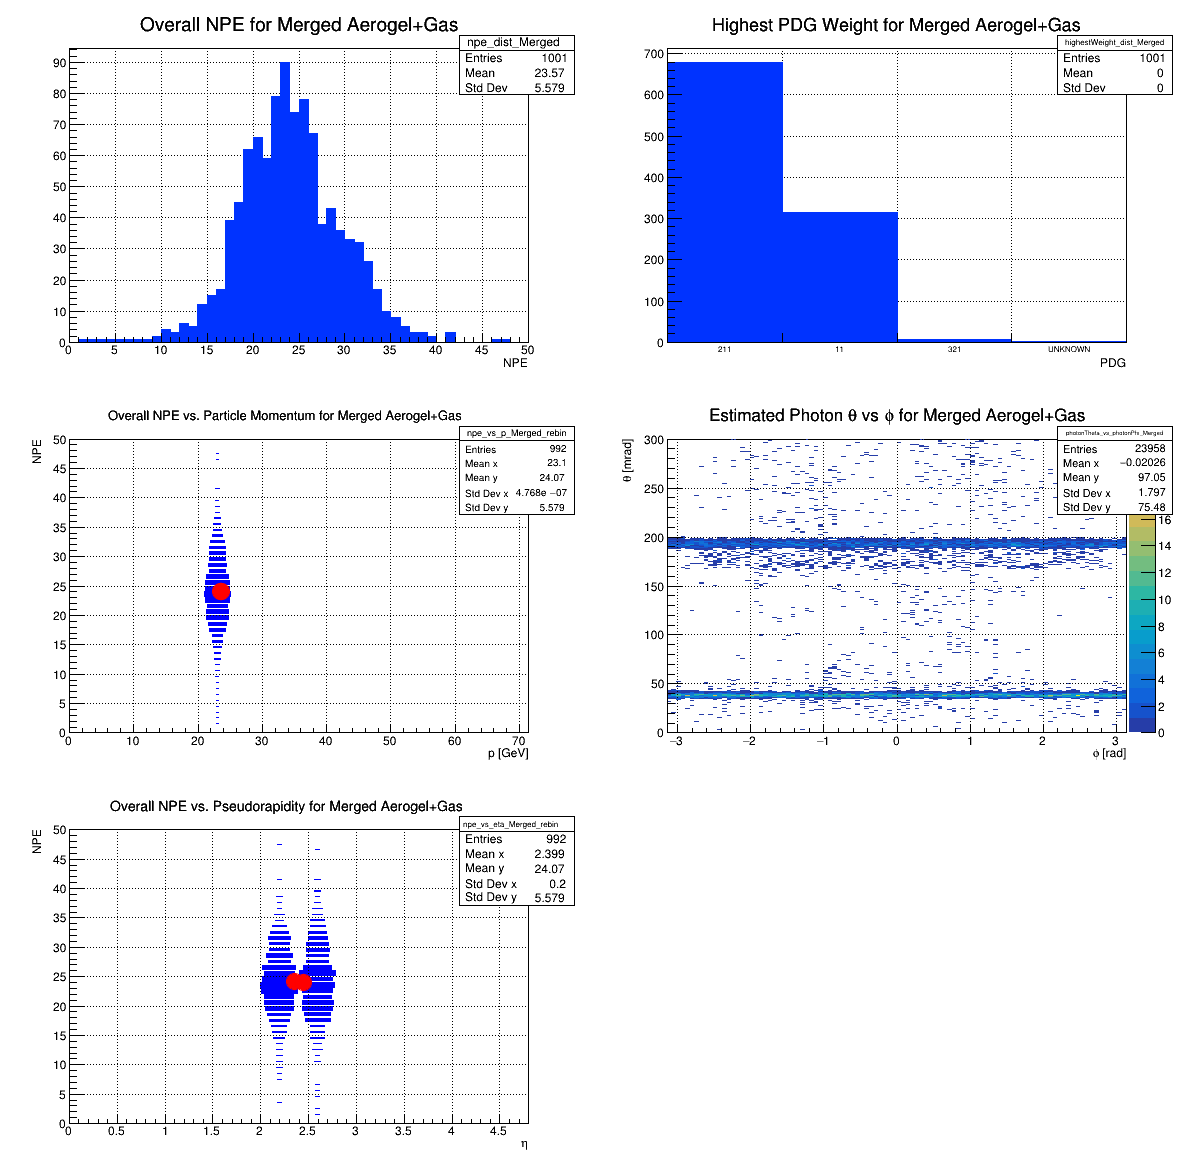 Overall NPE for Merged Aerogel+Gas
npe_dist_Merged
Entries 1001
Mean 23.57
Std Dev 5.579
90
80
70
60
50
40
30
20
10
0
0 5 10 15 20 25 30 35 40 45 50
NPE
Highest PDG Weight for Merged Aerogel+Gas
highestWeight_dist_Merged
Entries 1001
Mean 0
Std Dev 0
700
600
500
400
300
200
100
0
211 11 321 UNKNOWN
PDG
Overall NPE vs. Particle Momentum for Merged Aerogel+Gas
npe_vs_p_Merged_rebin
Entries 992
Mean x 23.1
Mean y 24.07
Std Dev x 4.768e −07
Std Dev y 5.579
NPE
50
45
40
35
30
25
20
15
10
5
0
0 10 20 30 40 50 60 70
p [GeV]
Estimated Photon θ vs ϕ for Merged Aerogel+Gas
photonTheta_vs_photonPhi_Merged
Entries 23958
Mean x −0.02026
Mean y 97.05
Std Dev x 1.797
Std Dev y 75.48
θ [mrad]
300
250
200
150
100
50
0
−3 −2 −1 0 1 2 3
ϕ [rad]
16
14
12
10
8
6
4
2
0
Overall NPE vs. Pseudorapidity for Merged Aerogel+Gas
npe_vs_eta_Merged_rebin
Entries 992
Mean x 2.399
Mean y 24.07
Std Dev x 0.2
Std Dev y 5.579
NPE
50
45
40
35
30
25
20
15
10
5
0
0 0.5 1 1.5 2 2.5 3 3.5 4 4.5
η